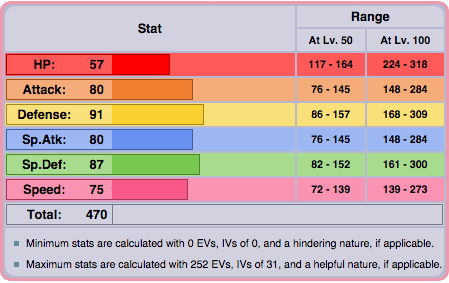 Stat Range
At Lv. 50 At Lv. 100
HP: 57 117 - 164 224 - 318
Attack: 80 76 - 145 148 - 284
Defense: 91 86 - 157 168 - 309
Sp.Atk: 80 76 - 145 148 - 284
Sp.Def: 87 82 - 152 161 - 300
Speed: 75 72 - 139 139 - 273
Total: 470
Minimum stats are calculated with 0 EVs, IVs of 0, and a hindering nature, if applicable.
Maximum stats are calculated with 252 EVs, IVs of 31, and a helpful nature, if applicable.